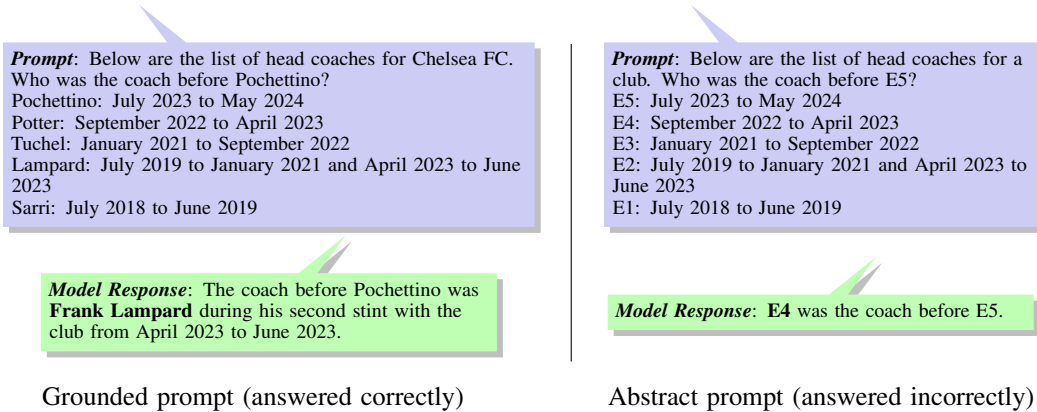 Prompt: Below are the list of head coaches for Chelsea FC.
Who was the coach before Pochettino?
Pochettino: July 2023 to May 2024
Potter: September 2022 to April 2023
Tuchel: January 2021 to September 2022
Lampard: July 2019 to January 2021 and April 2023 to June
2023
Sarri: July 2018 to June 2019
Model Response: The coach before Pochettino was
Frank Lampard during his second stint with the
club from April 2023 to June 2023.
Grounded prompt (answered correctly)
Prompt: Below are the list of head coaches for a
club. Who was the coach before E5?
E5: July 2023 to May 2024
E4: September 2022 to April 2023
E3: January 2021 to September 2022
E2: July 2019 to January 2021 and April 2023 to
June 2023
E1: July 2018 to June 2019
Model Response: E4 was the coach before E5.
Abstract prompt (answered incorrectly)